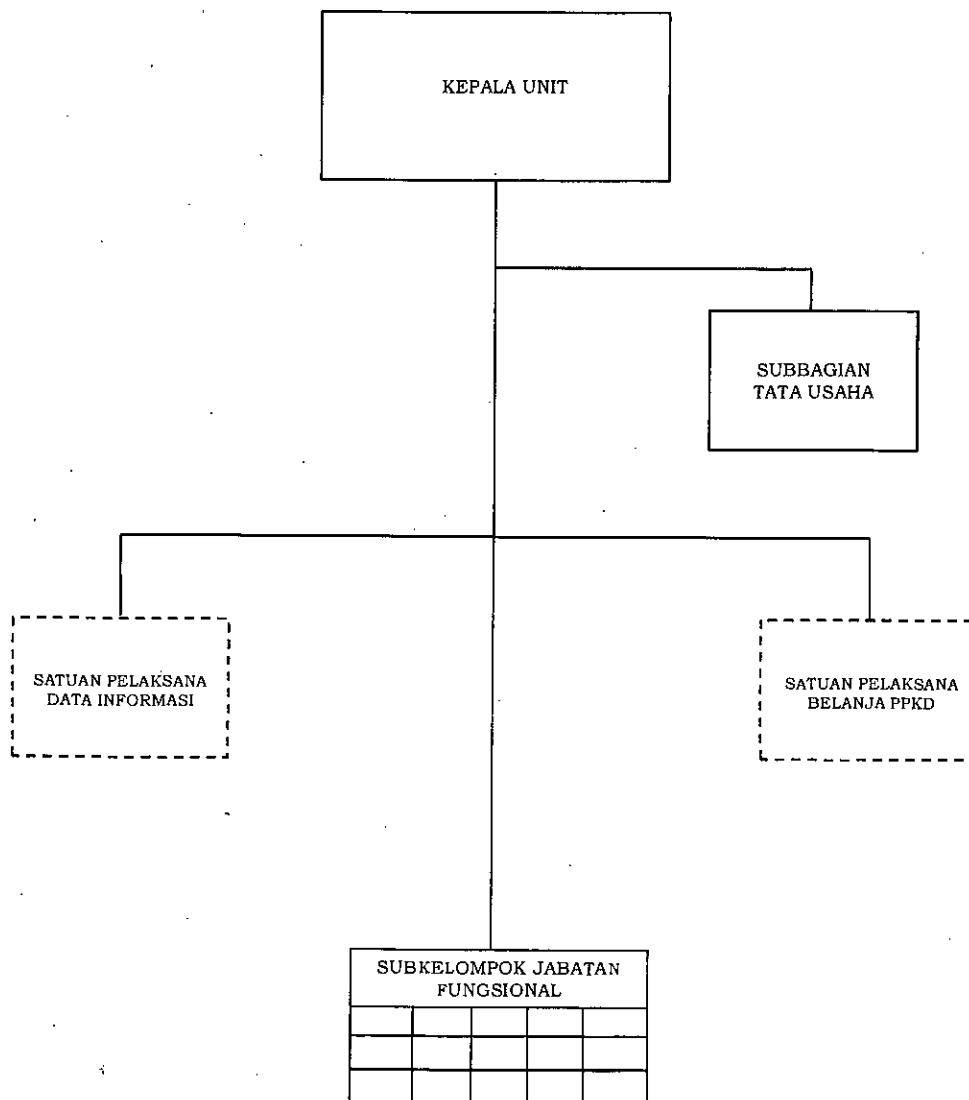 KEPALA UNIT
SUBBAGIAN
TATA USAHA
SATUAN PELAKSANA
DATA INFORMASI
SATUAN PELAKSANA
BELANJA PPKD
SUBKELOMPOK JABATAN
FUNGSIONAL